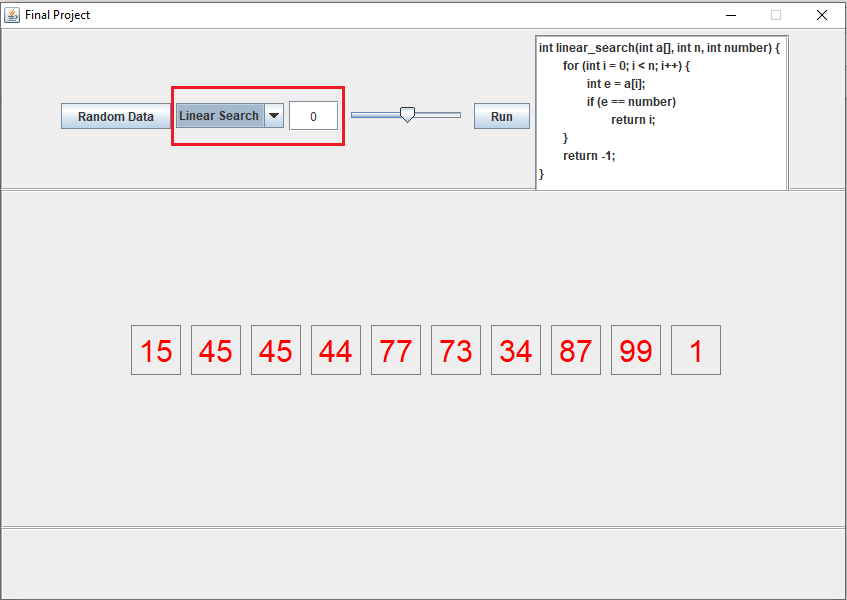 Final Project
Random Data Linear Search 0 Run
int linear_search(int a[], int n, int number) {
for (int i = 0; i < n; i++) {
int e = a[i];
if (e == number)
return i;
}
return -1;
}
15 45 45 44 77 73 34 87 99 1